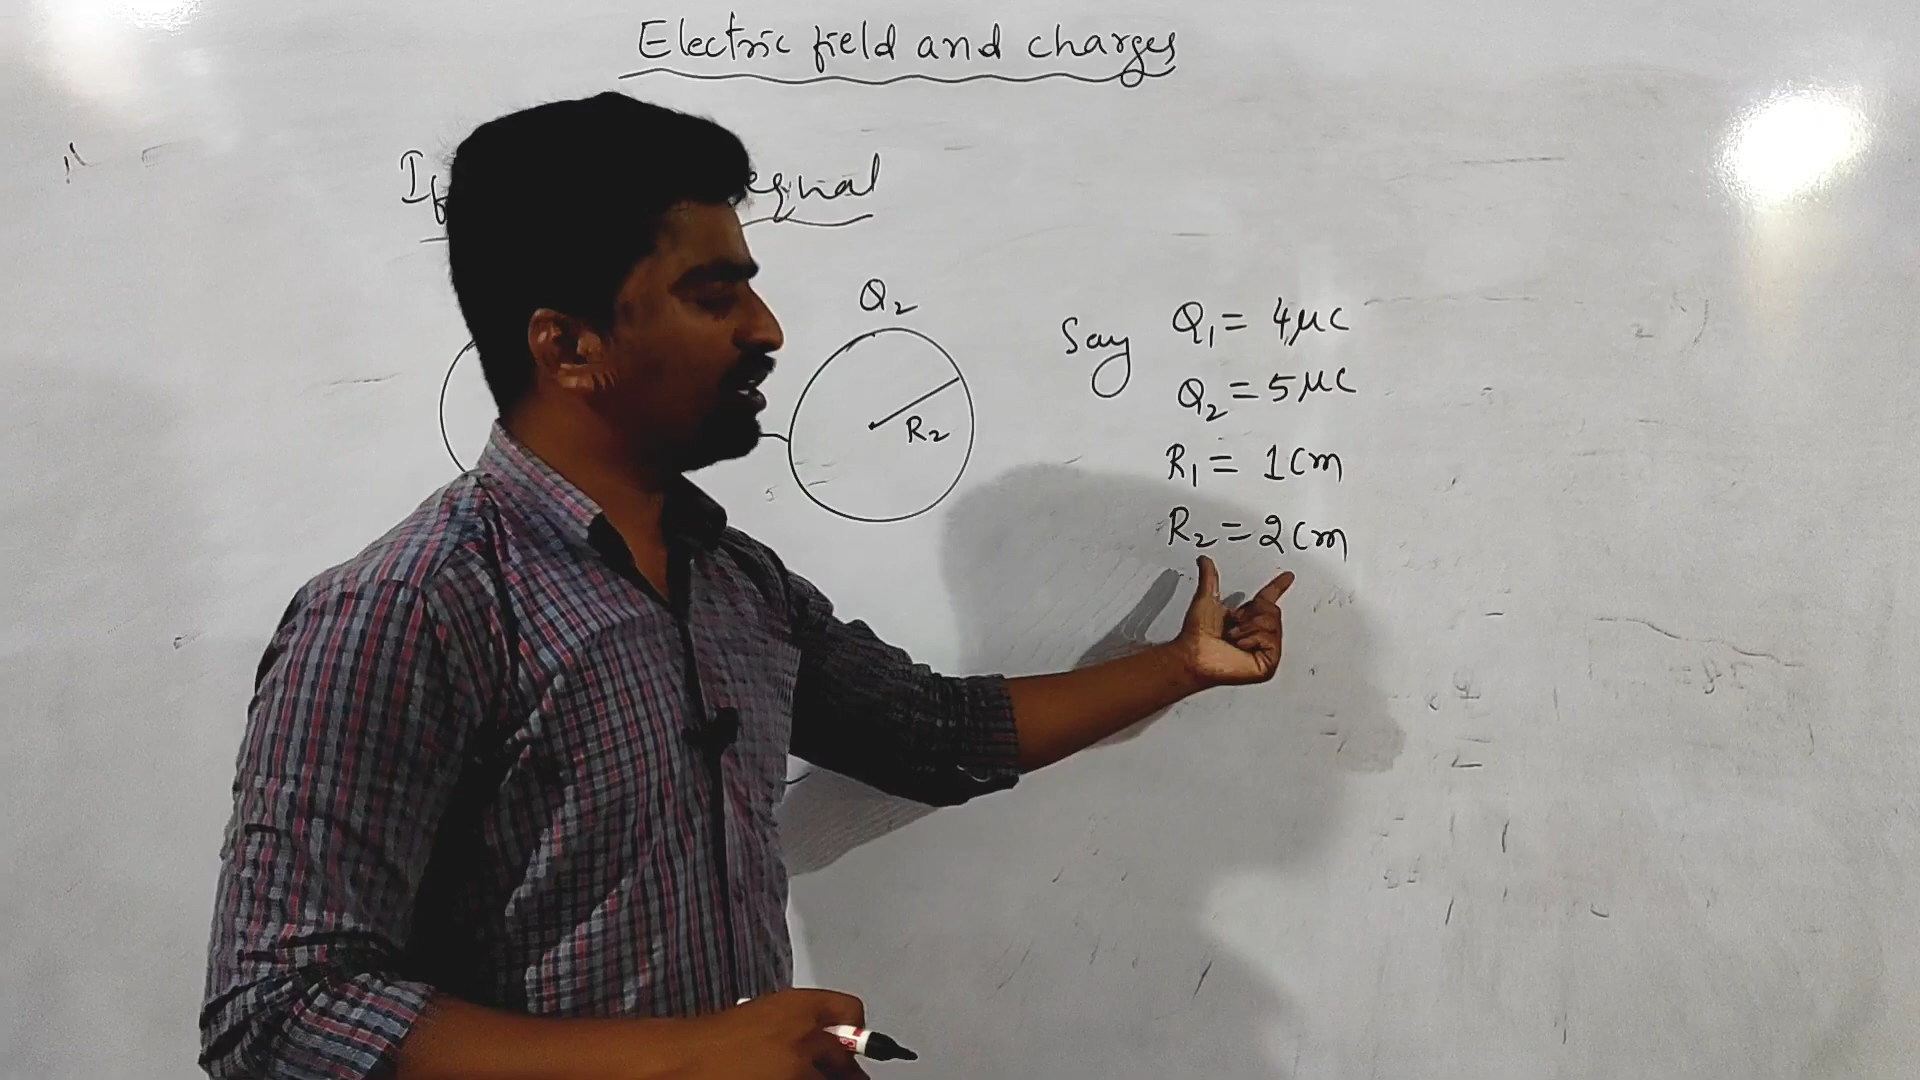 Electric field and charges
If equal
Q₂
R₂
Say Q₁ = 4μC
Q₂ = 5μC
R₁ = 1cm
R₂ = 2cm